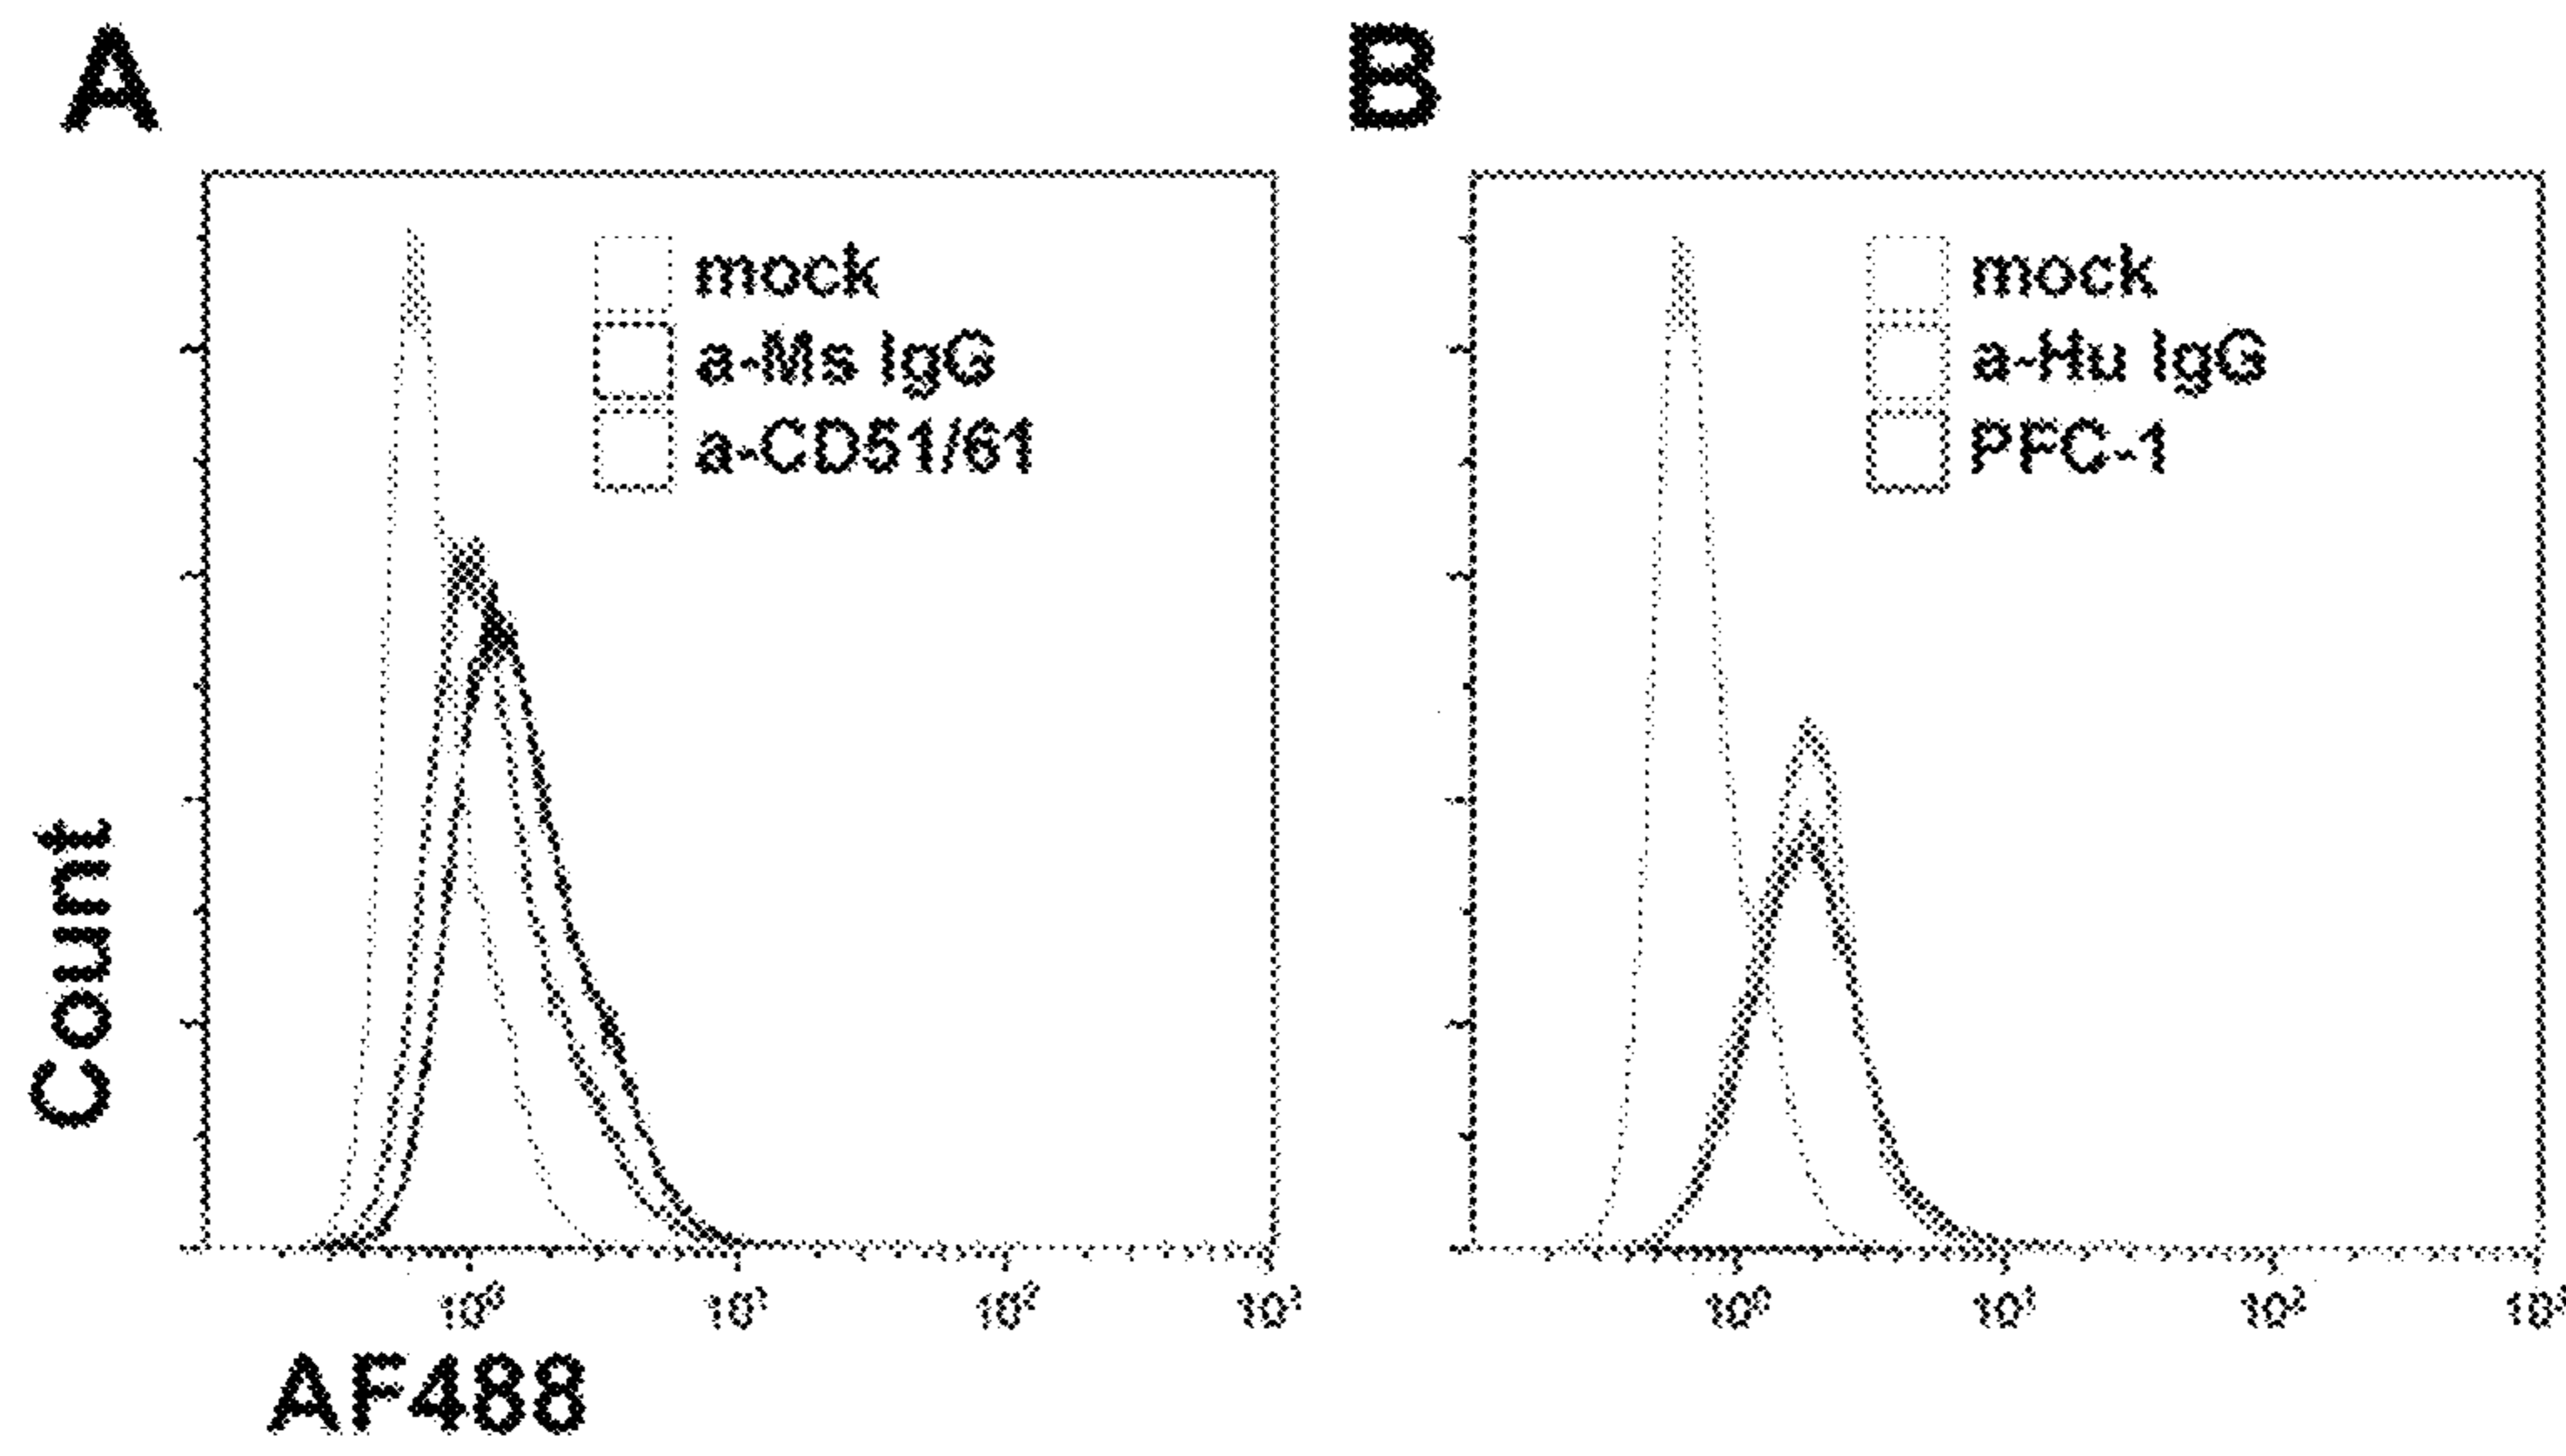 A
B
mock
a-Ms IgG
a-CD51/61
mock
a-Hu IgG
PFC-1
Count
10⁰ 10¹ 10² 10³
10⁰ 10¹ 10² 10³
AF488